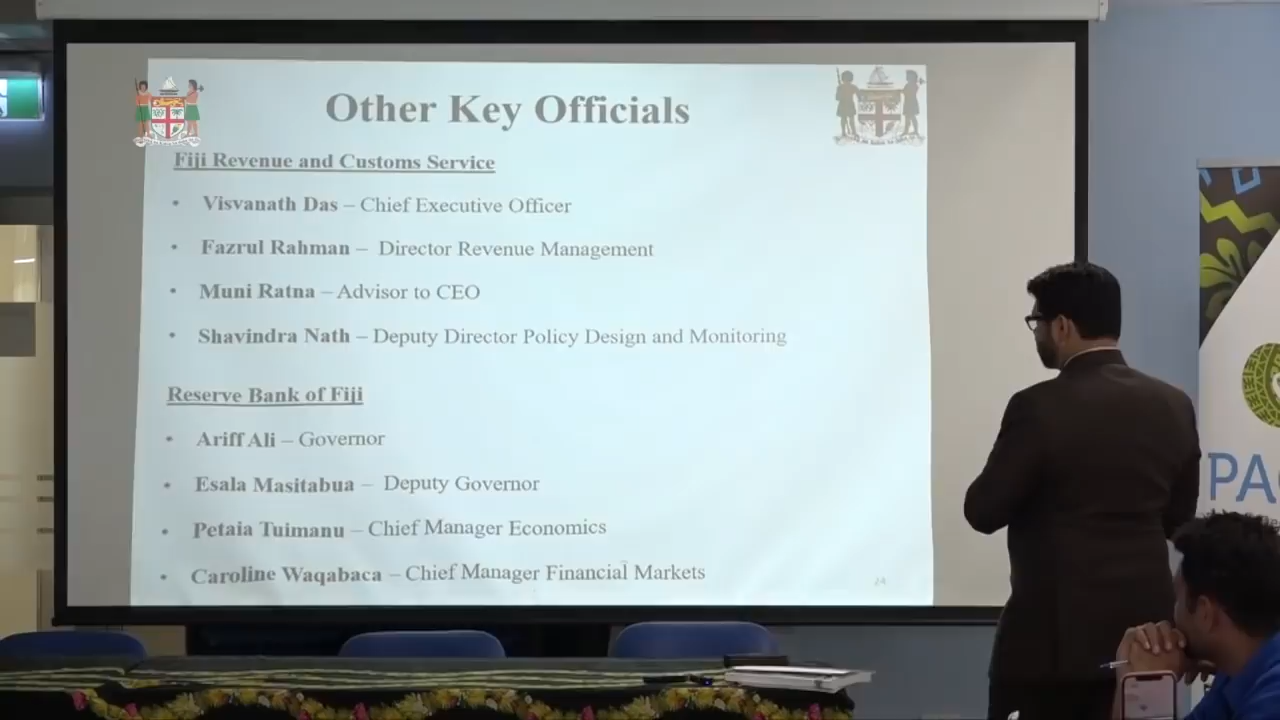 Other Key Officials
Fiji Revenue and Customs Service
• Visvanath Das – Chief Executive Officer
• Fazrul Rahman – Director Revenue Management
• Muni Ratna – Advisor to CEO
• Shavindra Nath – Deputy Director Policy Design and Monitoring
Reserve Bank of Fiji
• Ariff Ali – Governor
• Esala Masitabua – Deputy Governor
• Petaia Tuimanu – Chief Manager Economics
• Caroline Waqabaca – Chief Manager Financial Markets
24
PA